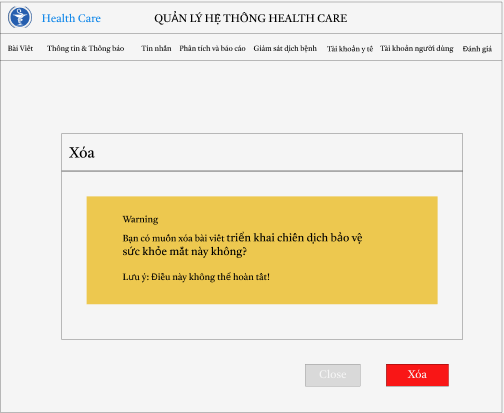 Health Care
QUẢN LÝ HỆ THỐNG HEALTH CARE
Bài Viết Thông tin & Thông báo Tin nhắn Phân tích và báo cáo Giám sát dịch bệnh Tài khoản y tế Tài khoản người dùng Đánh giá
Xóa
Warning
Bạn có muốn xóa bài viết triển khai chiến dịch bảo vệ
sức khỏe mắt này không?
Lưu ý: Điều này không thể hoàn tất!
Close Xóa